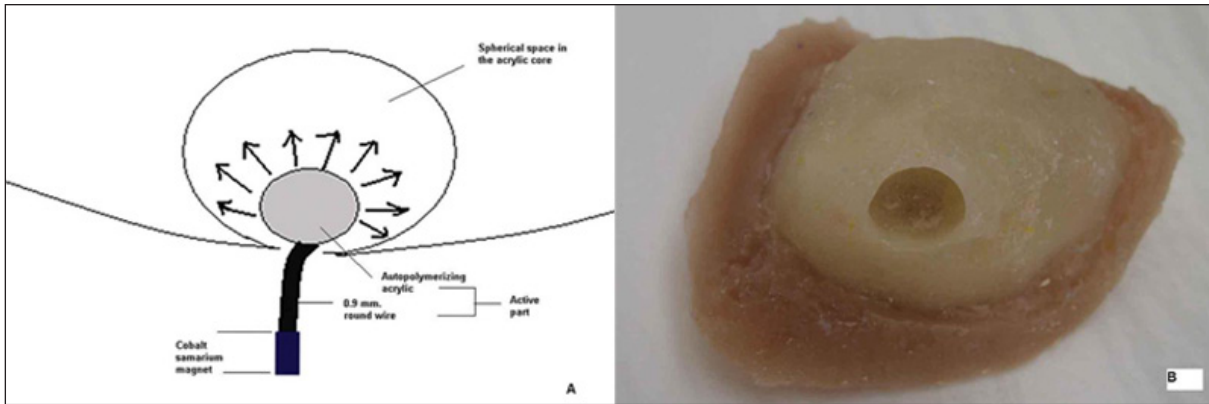 Spherical space in
the acrylic core
Autopolymerizing
acrylic
0.9 mm.
round wire
Active
part
Cobalt
samarium
magnet
A
B